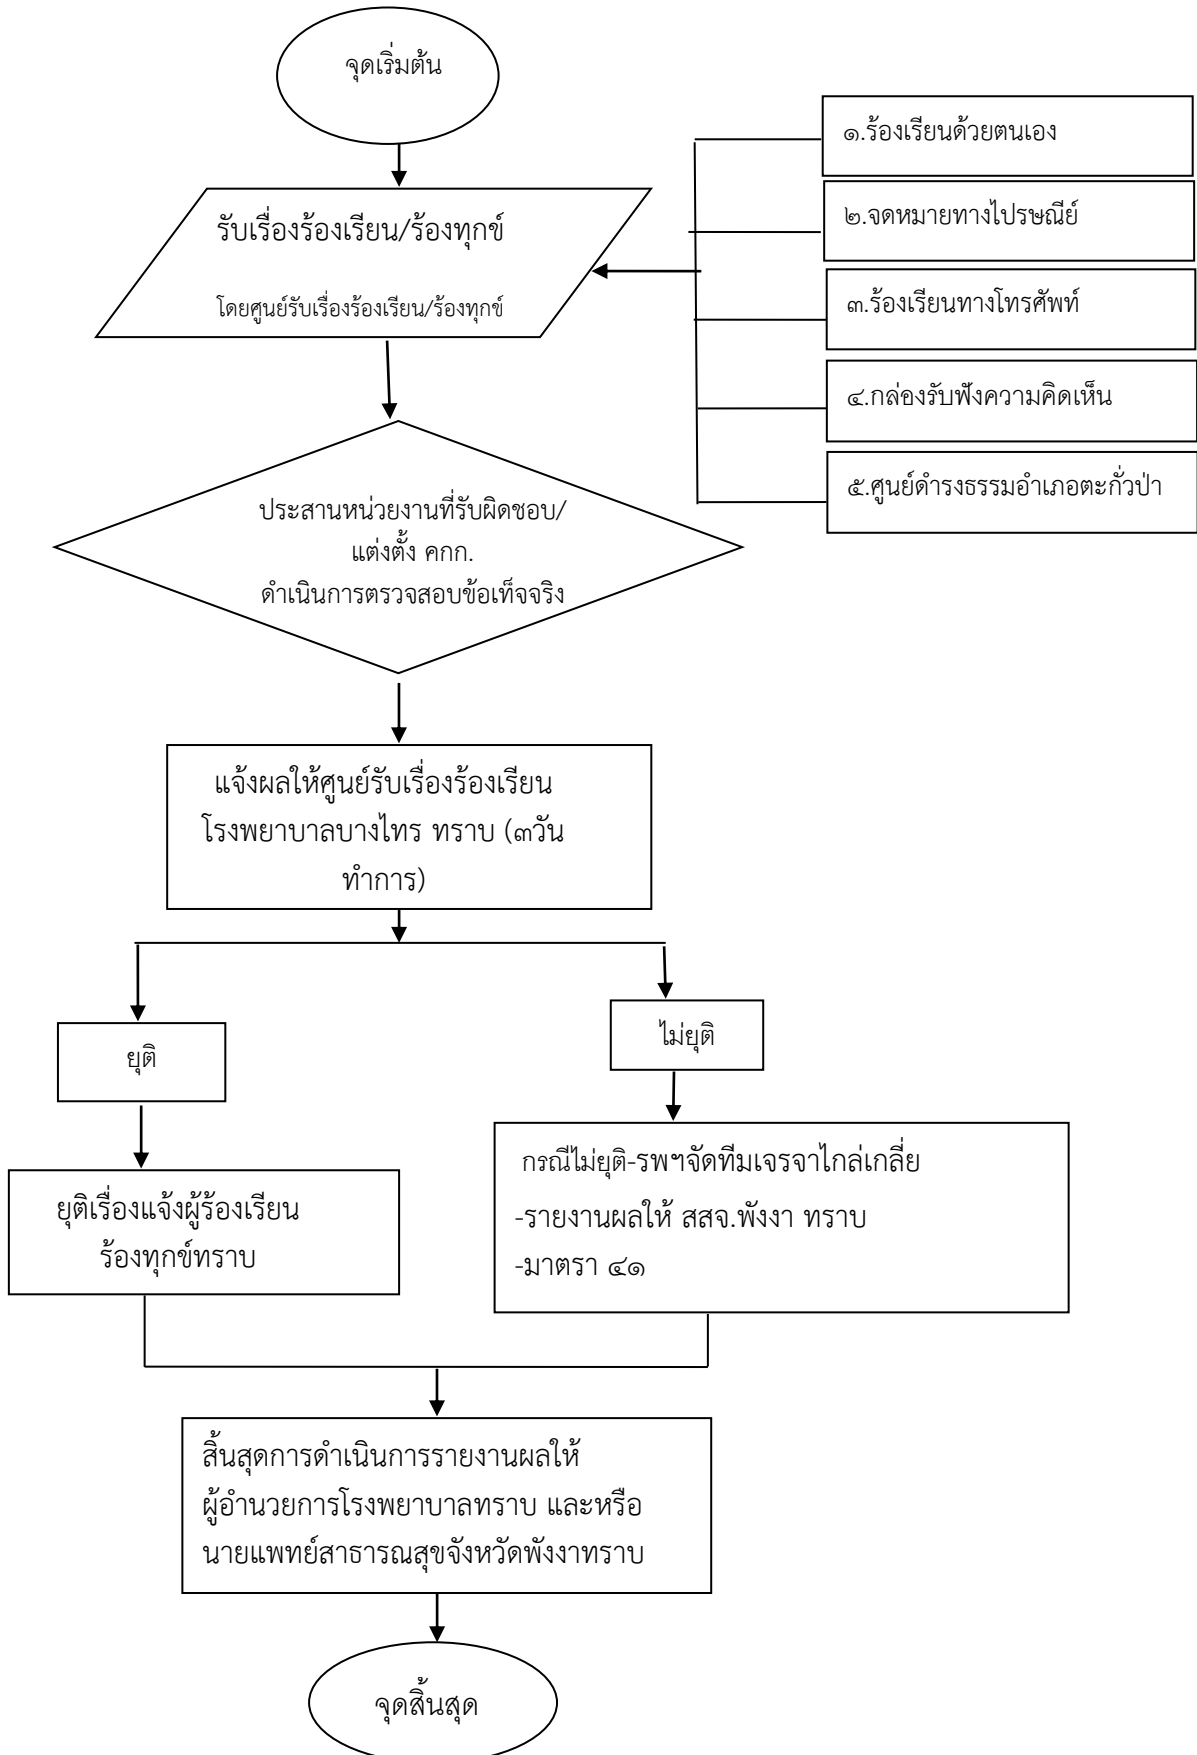 จุดเริ่มต้น
รับเรื่องร้องเรียน/ร้องทุกข์
โดยศูนย์รับเรื่องร้องเรียน/ร้องทุกข์
๑.ร้องเรียนด้วยตนเอง
๒.จดหมายทางไปรษณีย์
๓.ร้องเรียนทางโทรศัพท์
๔.กล่องรับฟังความคิดเห็น
๕.ศูนย์ดำรงธรรมอำเภอตะกั่วป่า
ประสานหน่วยงานที่รับผิดชอบ/
แต่งตั้ง คกก.
ดำเนินการตรวจสอบข้อเท็จจริง
แจ้งผลให้ศูนย์รับเรื่องร้องเรียน
โรงพยาบาลบางไทร ทราบ (๓วัน
ทำการ)
ยุติ
ไม่ยุติ
ยุติเรื่องแจ้งผู้ร้องเรียน
ร้องทุกข์ทราบ
กรณีไม่ยุติ-รพฯจัดทีมเจรจาไกล่เกลี่ย
-รายงานผลให้ สสจ.พังงา ทราบ
-มาตรา ๔๑
สิ้นสุดการดำเนินการรายงานผลให้
ผู้อำนวยการโรงพยาบาลทราบ และหรือ
นายแพทย์สาธารณสุขจังหวัดพังงาทราบ
จุดสิ้นสุด